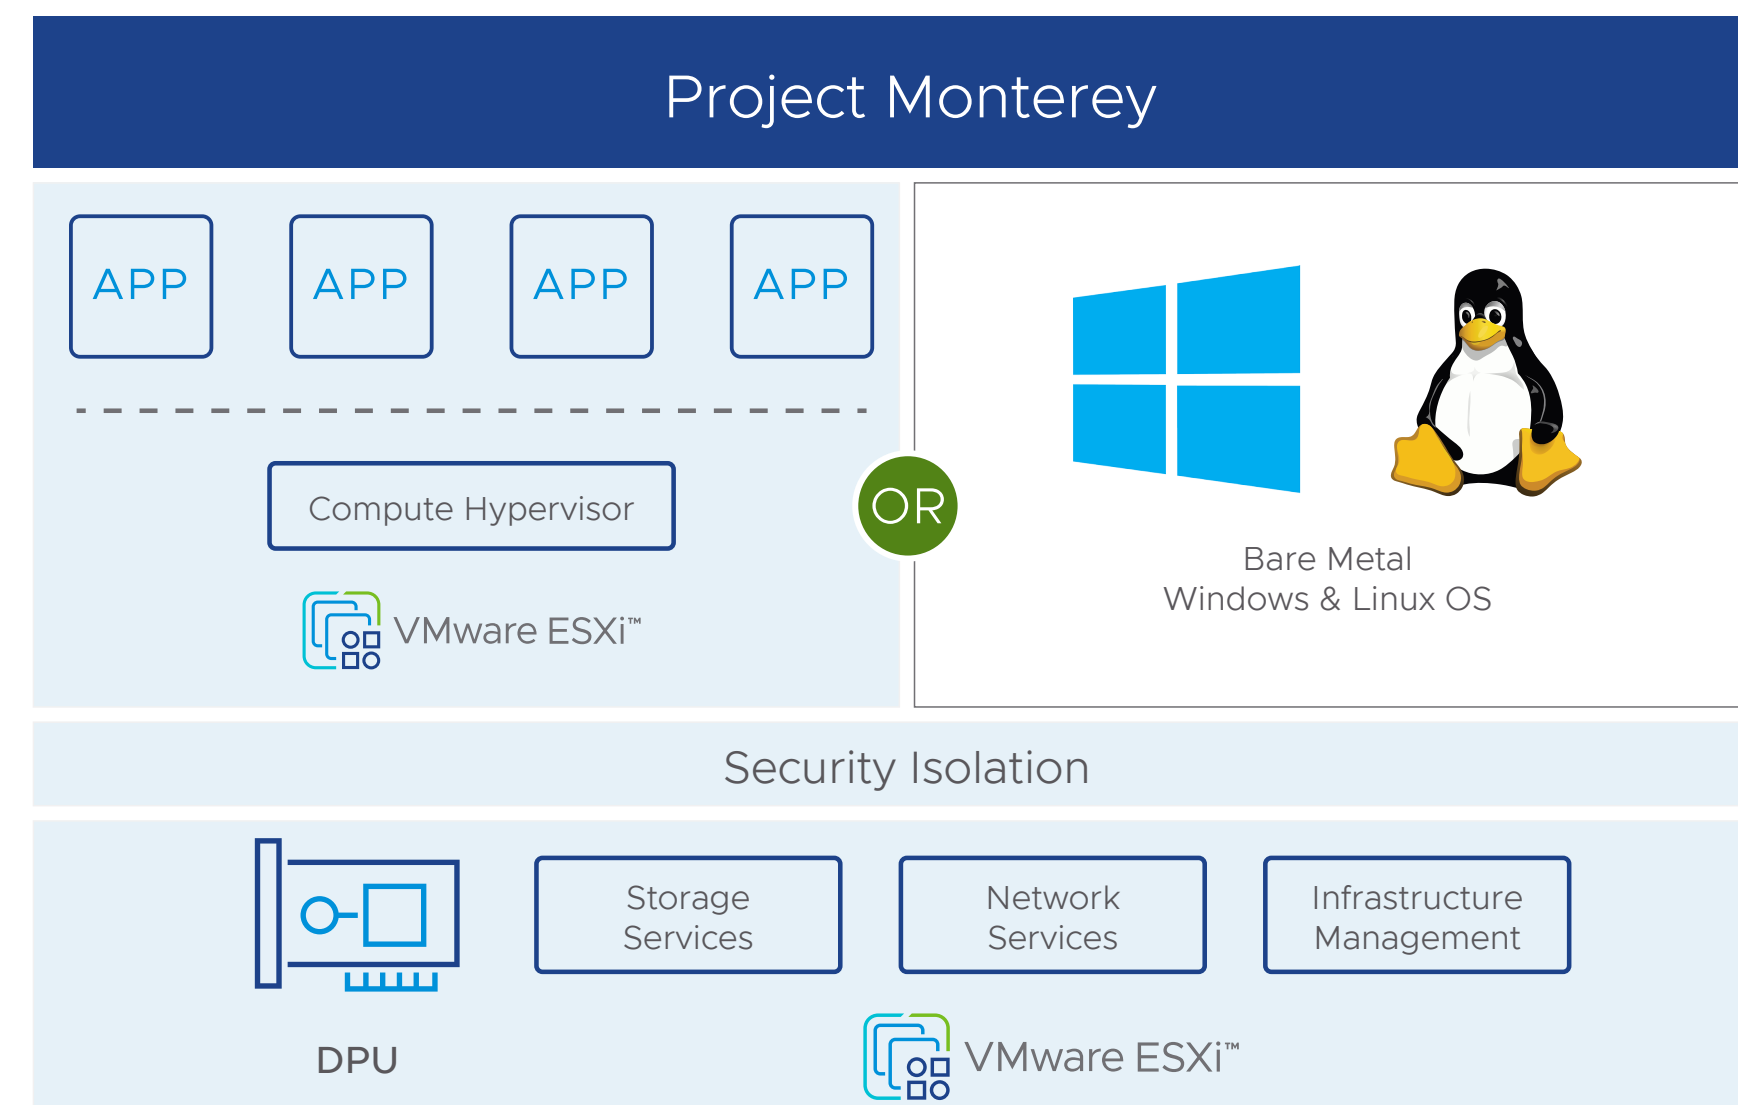 Project Monterey
APP APP APP APP
Compute Hypervisor
VMware ESXi™
OR
Bare Metal
Windows & Linux OS
Security Isolation
Storage
Services
Network
Services
Infrastructure
Management
DPU
VMware ESXi™